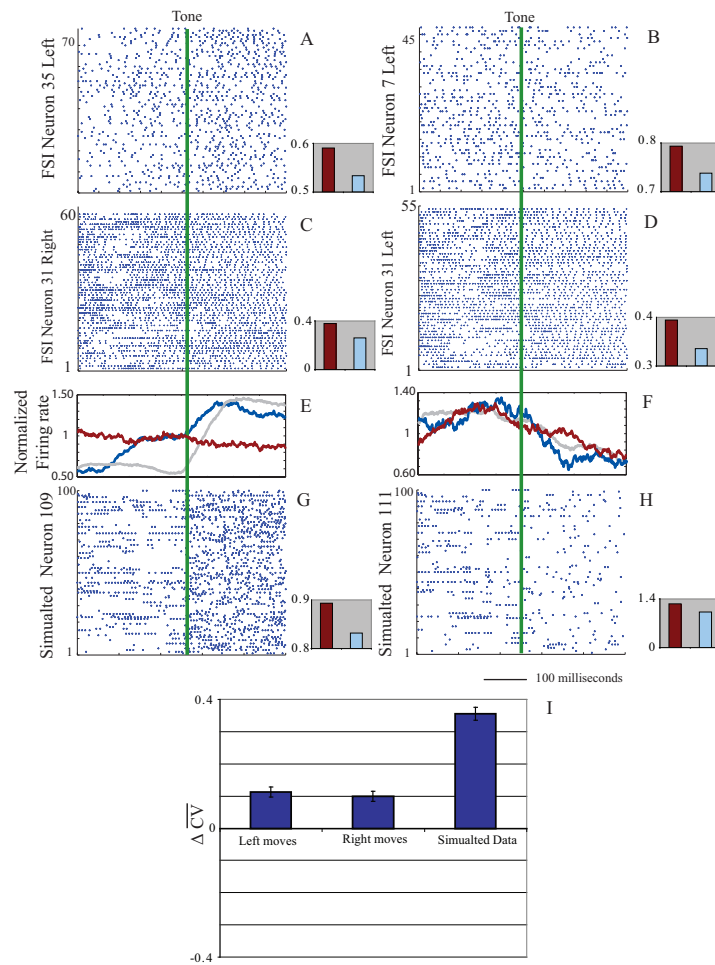 Tone
Tone
A
70
FSI Neuron 35 Left
0.6
0.5
B
45
FSI Neuron 7 Left
1
0.8
0.7
C
60
FSI Neuron 31 Right
1
0.4
0
D
55
FSI Neuron 31 Left
1
0.4
0.3
E
Normalized
Firing rate
1.50
1
0.50
F
1.40
1
0.60
G
100
Simualted Neuron 109
1
0.9
0.8
H
100
Simualted Neuron 111
1
1.4
0
100 milliseconds
I
0.4
Δ CV
0
Left moves
Right moves
Simualted Data
-0.4